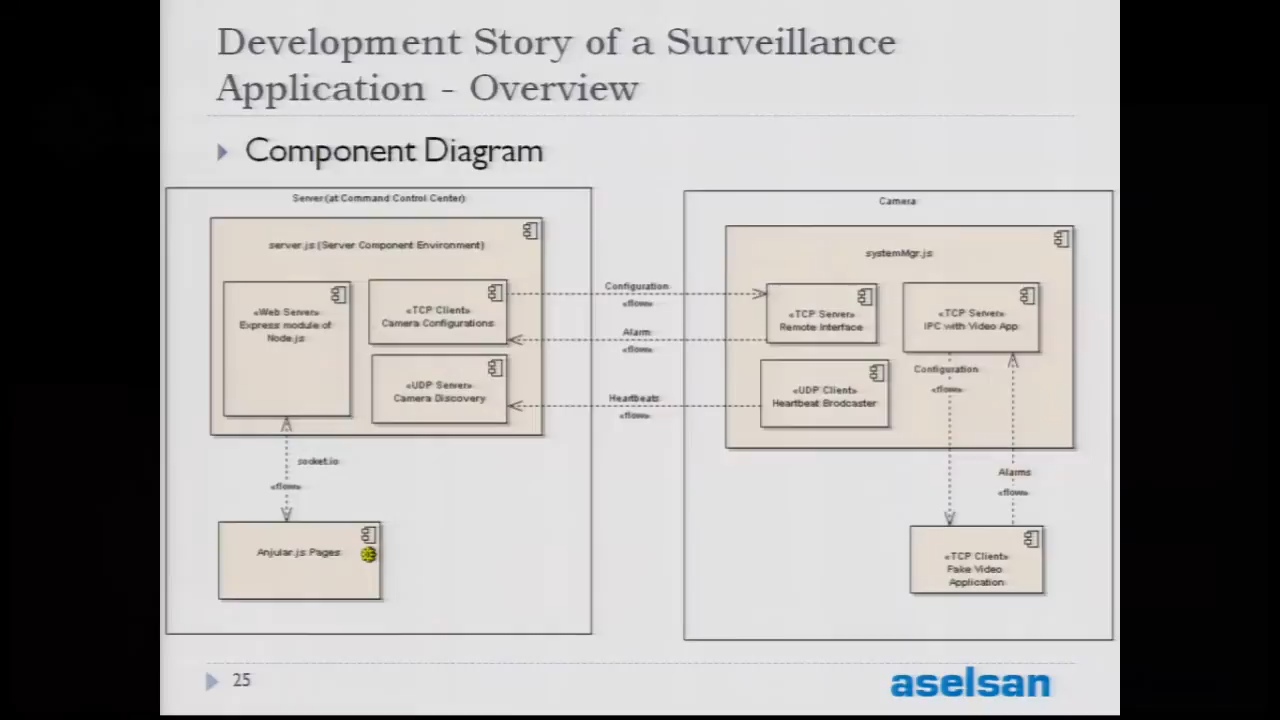 Development Story of a Surveillance
Application - Overview
Component Diagram
Server(at Command Control Center)
server.js (Server Component Environment)
«Web Server»
Express module of
Node.js
«TCP Client»
Camera Configurations
«UDP Server»
Camera Discovery
socket.io
«flow»
Anjular.js Pages
Configuration
«flow»
Alarm
«flow»
Heartbeats
«flow»
Camera
systemMgr.js
«TCP Server»
Remote Interface
«TCP Server»
IPC with Video App
«UDP Client»
Heartbeat Brodcaster
Configuration
«flow»
Alarms
«flow»
«TCP Client»
Fake Video
Application
25
aselsan